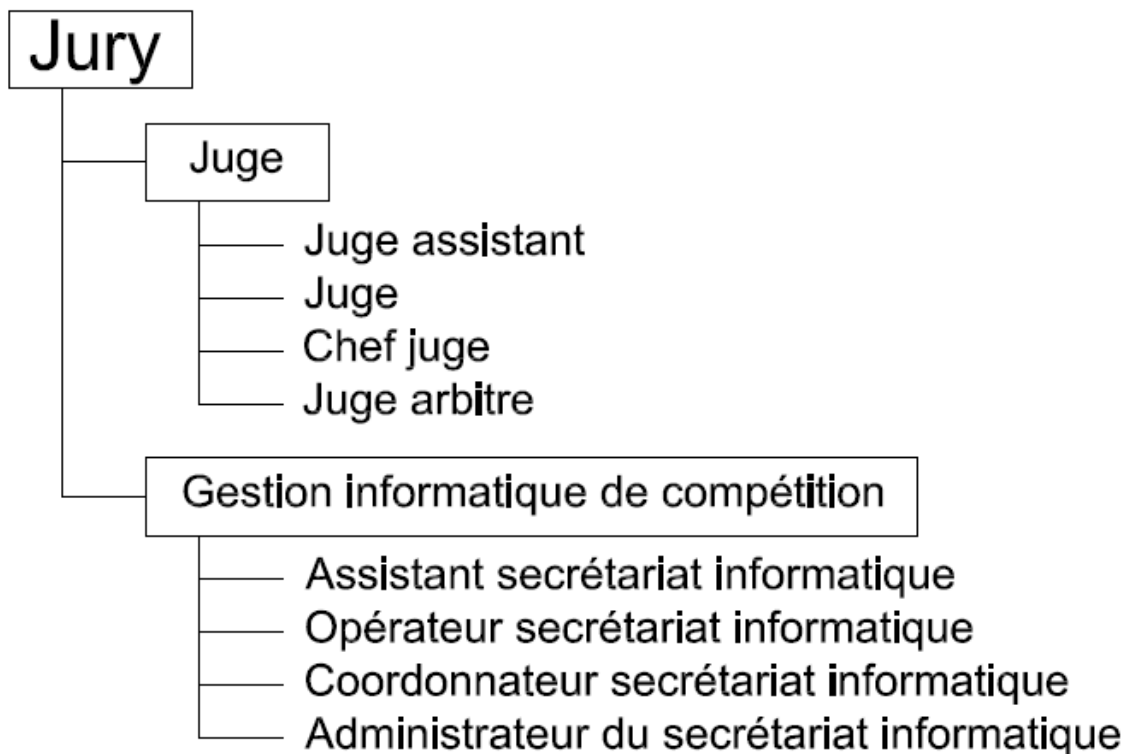 Jury
Juge
Juge assistant
Juge
Chef juge
Juge arbitre
Gestion informatique de compétition
Assistant secrétariat informatique
Opérateur secrétariat informatique
Coordonnateur secrétariat informatique
Administrateur du secrétariat informatique